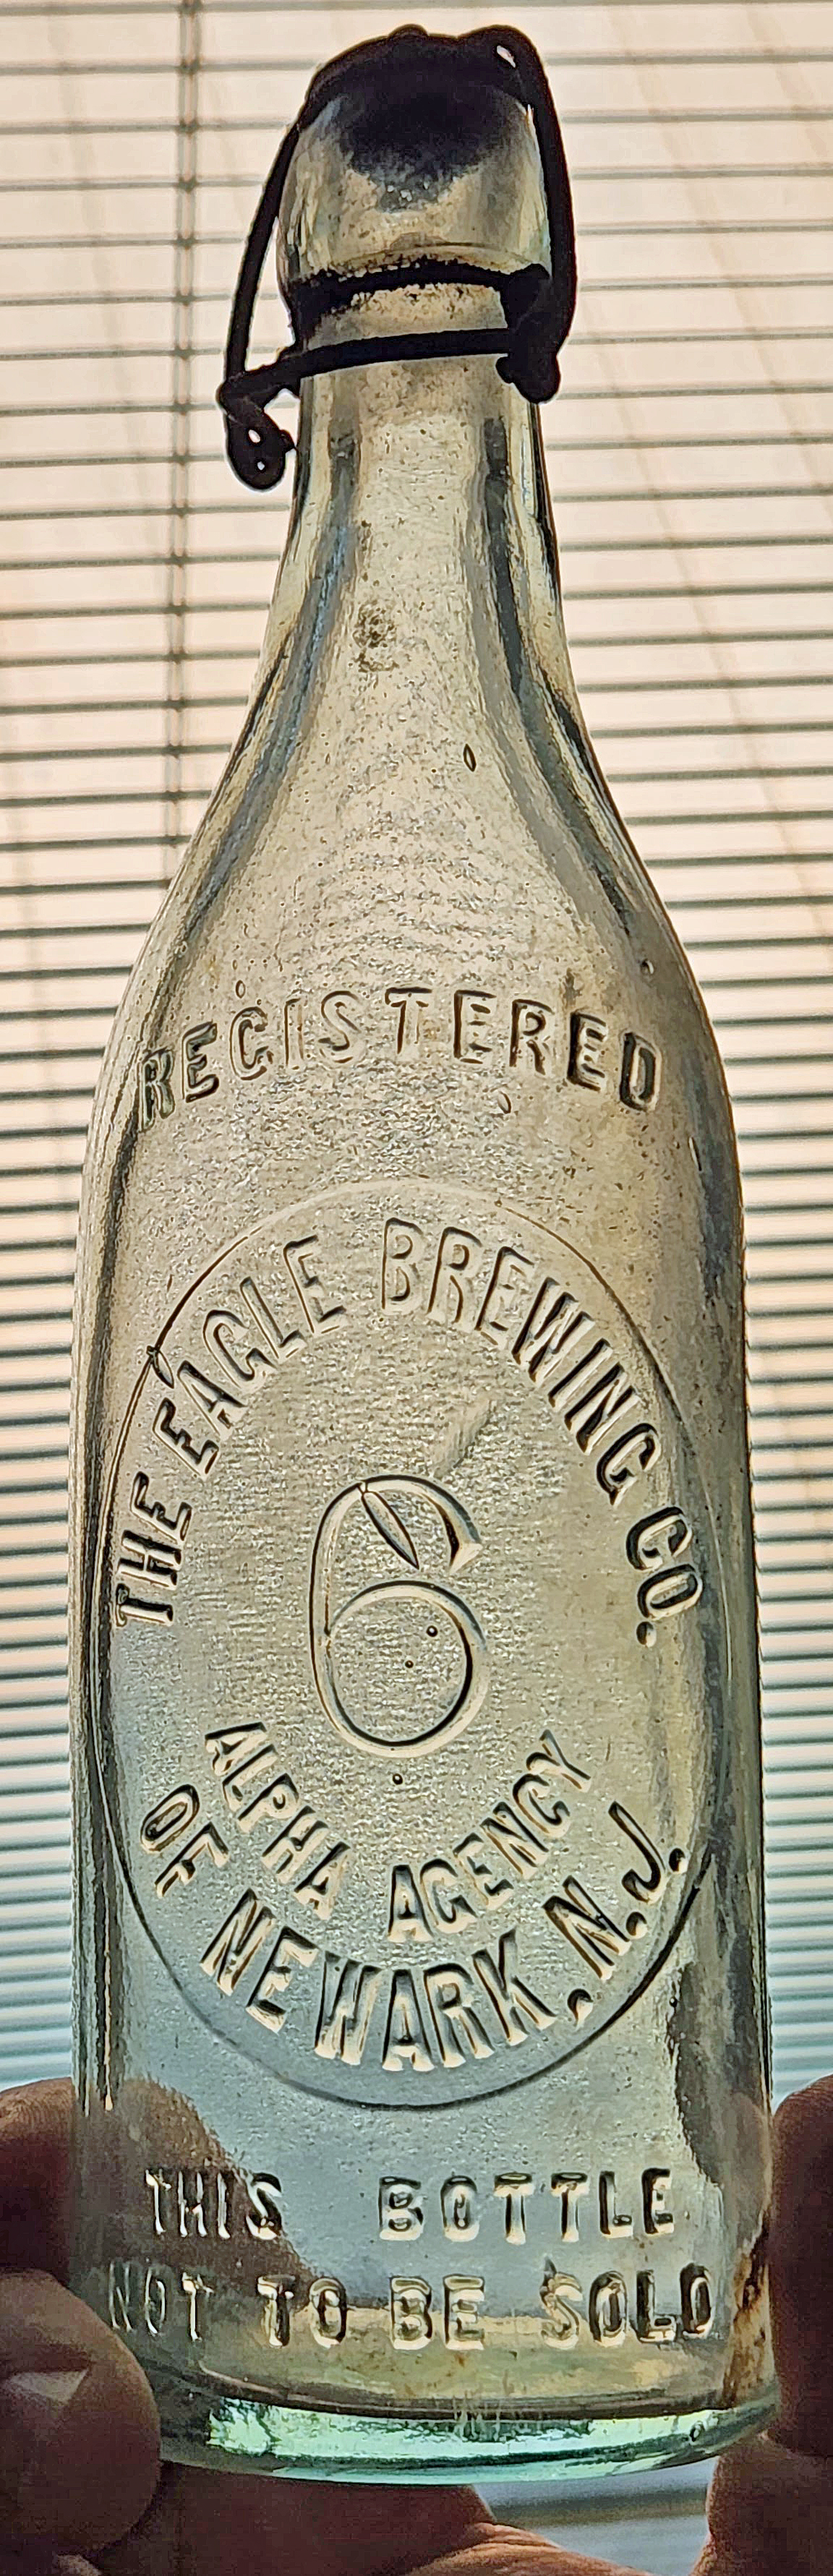 REGISTERED
THE EAGLE BREWING CO.
6
ALPHA AGENCY
OF NEWARK, N.J.
THIS BOTTLE
NOT TO BE SOLD